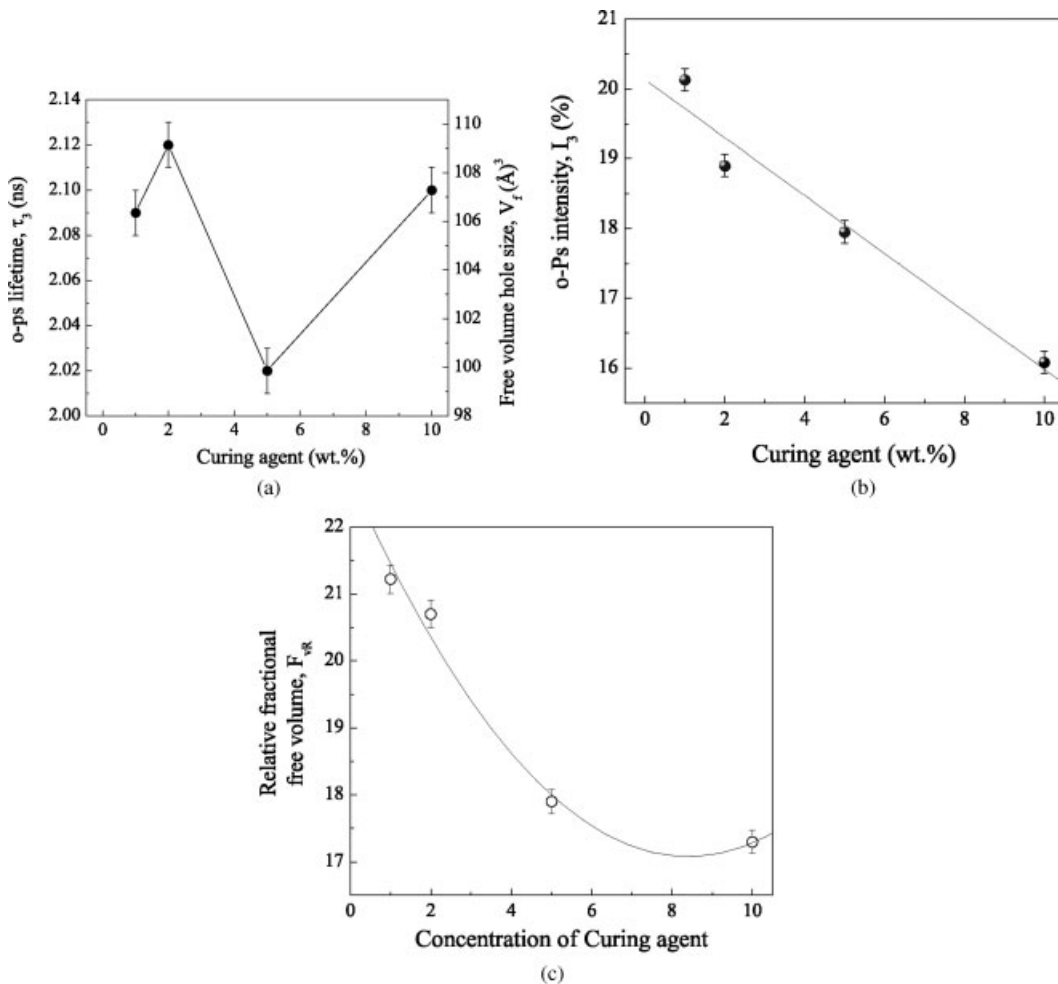 2.14
2.12
2.10
2.08
2.06
2.04
2.02
2.00
o-ps lifetime, τ₃ (ns)
110
108
106
104
102
100
98
Free volume hole size, V_f (Å)³
0 2 4 6 8 10
Curing agent (wt.%)
(a)
21
20
19
18
17
16
o-Ps intensity, I₃ (%)
0 2 4 6 8 10
Curing agent (wt.%)
(b)
22
21
20
19
18
17
Relative fractional
free volume, F_vR
0 2 4 6 8 10
Concentration of Curing agent
(c)